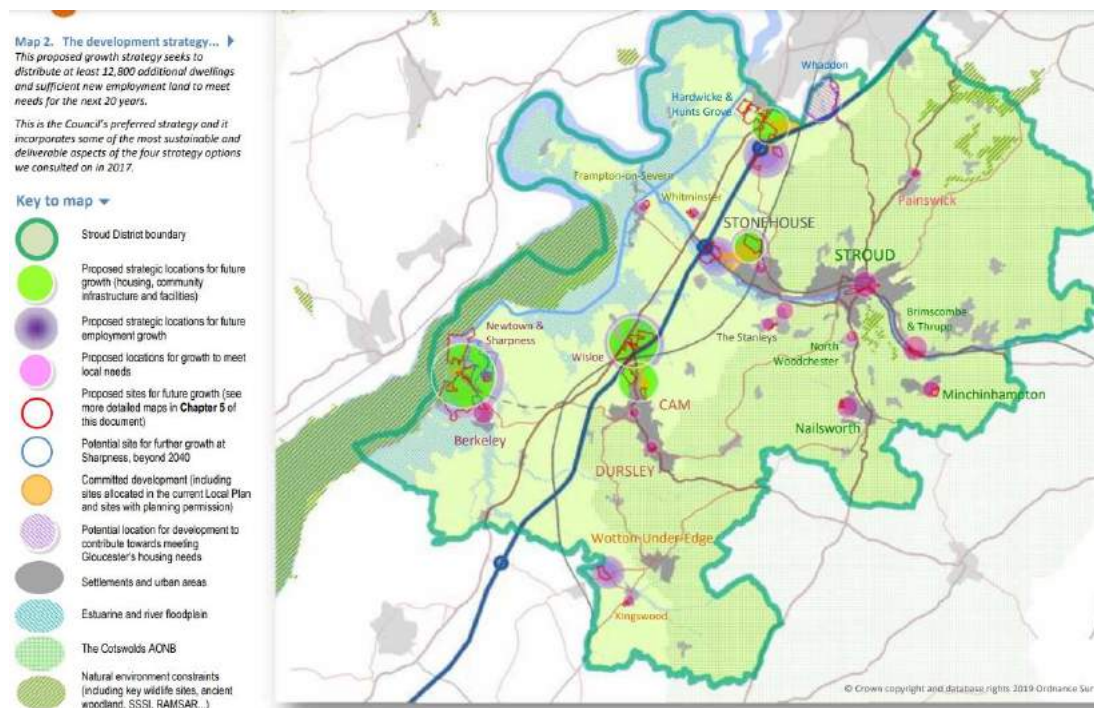 Map 2. The development strategy...
This proposed growth strategy seeks to
distribute at least 12,800 additional dwellings
and sufficient new employment land to meet
needs for the next 20 years.
This is the Council's preferred strategy and it
incorporates some of the most sustainable and
deliverable aspects of the four strategy options
we consulted on in 2017.
Key to map
Stroud District boundary
Proposed strategic locations for future
growth (housing, community
infrastructure and facilities)
Proposed strategic locations for future
employment growth
Proposed locations for growth to meet
local needs
Proposed sites for future growth (see
more detailed maps in Chapter 5 of
this document)
Potential site for further growth at
Sharpness, beyond 2040
Committed development (including
sites allocated in the current Local Plan
and sites with planning permission)
Potential location for development to
contribute towards meeting
Gloucester's housing needs
Settlements and urban areas
Estuarine and river floodplain
The Cotswolds AONB
Natural environment constraints
(including key wildlife sites, ancient
woodland, SSSI, RAMSAR...)
Whaddon
Hardwicke &
Hunts Grove
Frampton-on-Severn
Whitminster
Painswick
STONEHOUSE
STROUD
Newtown &
Sharpness
Wisloe
The Stanleys
Brimscombe
& Thrupp
North
Woodchester
Minchinhampton
CAM
Berkeley
Nailsworth
DURSLEY
Wotton-Under-Edge
Kingswood
© Crown copyright and database rights 2019 Ordnance Sur